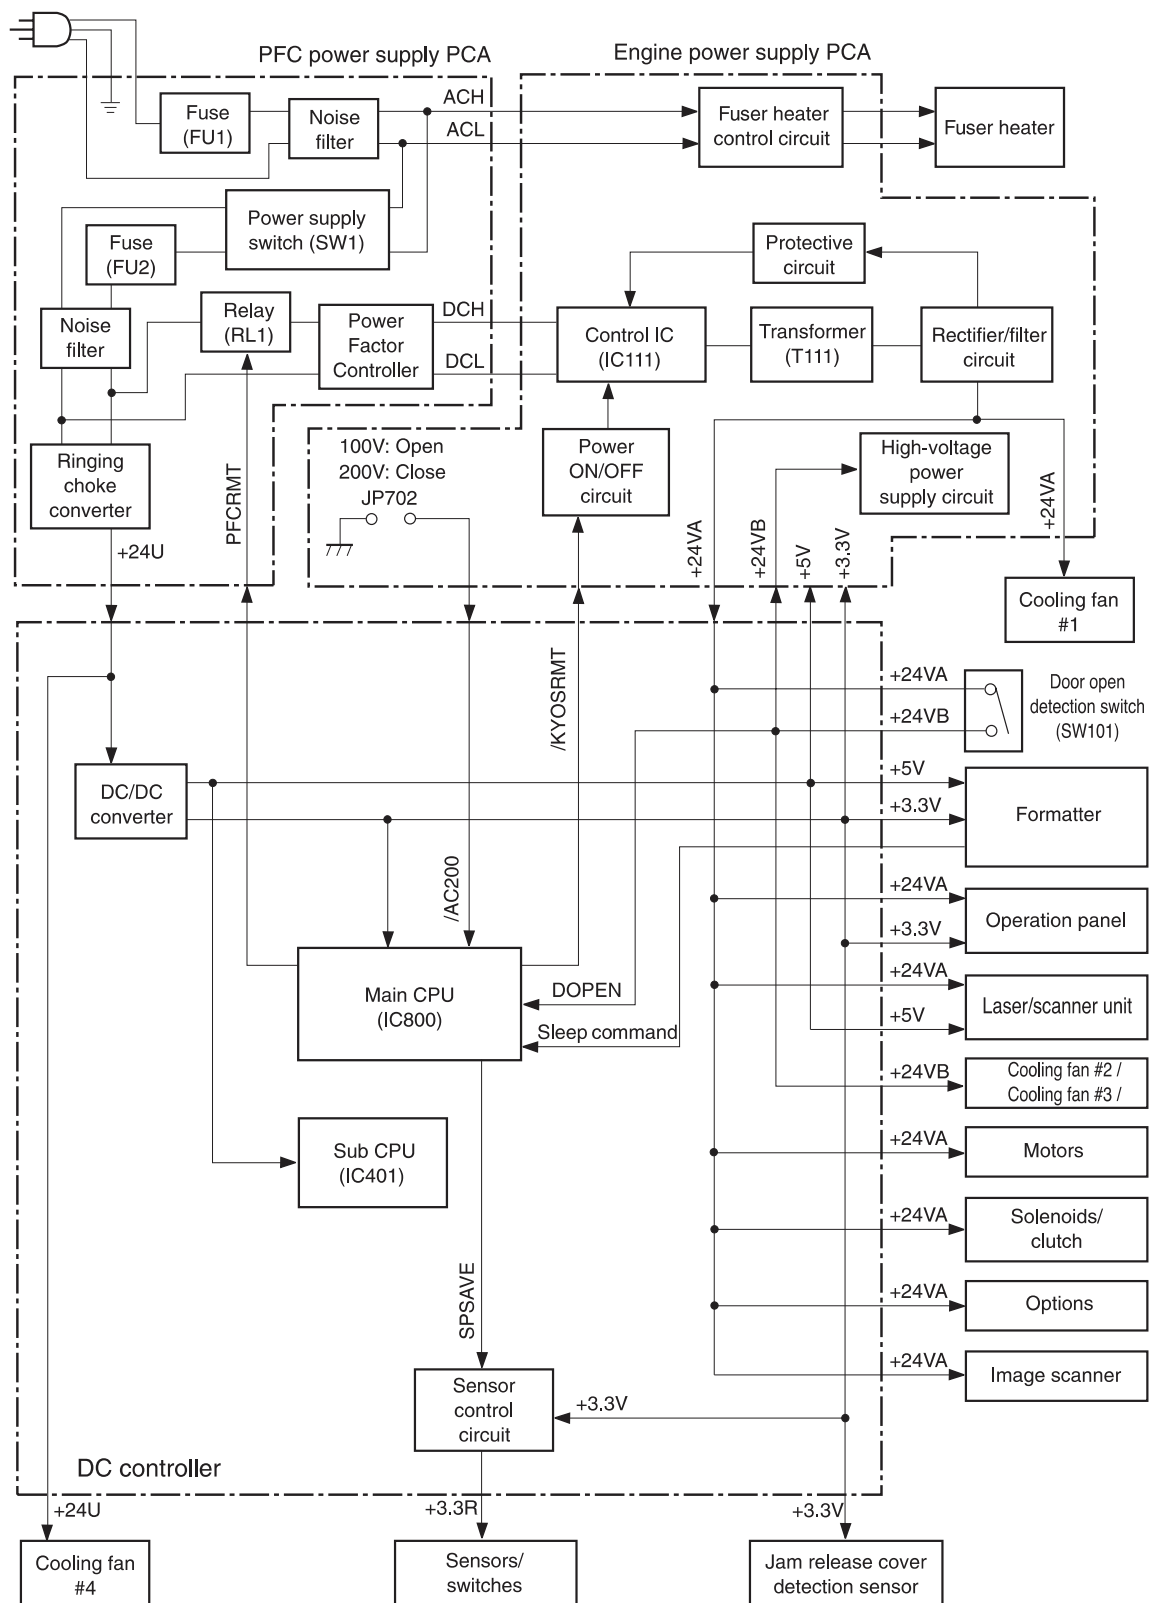 PFC power supply PCA
Engine power supply PCA
Fuse
(FU1)
Noise
filter
ACH
ACL
Fuser heater
control circuit
Fuser heater
Power supply
switch (SW1)
Fuse
(FU2)
Protective
circuit
Noise
filter
Relay
(RL1)
Power
Factor
Controller
DCH
DCL
Control IC
(IC111)
Transformer
(T111)
Rectifier/filter
circuit
Ringing
choke
converter
100V: Open
200V: Close
JP702
Power
ON/OFF
circuit
High-voltage
power
supply circuit
PFCRMT
+24U
+24VA
+24VB
+5V
+3.3V
+24VA
Cooling fan
#1
/KYOSRMT
+24VA
+24VB
Door open
detection switch
(SW101)
DC/DC
converter
+5V
+3.3V
Formatter
/AC200
+24VA
+3.3V
Operation panel
Main CPU
(IC800)
DOPEN
Sleep command
+24VA
+5V
Laser/scanner unit
+24VB
Cooling fan #2 /
Cooling fan #3 /
Sub CPU
(IC401)
+24VA
Motors
+24VA
Solenoids/
clutch
SPSAVE
+24VA
Options
+24VA
Image scanner
Sensor
control
circuit
+3.3V
DC controller
+24U
+3.3R
+3.3V
Cooling fan
#4
Sensors/
switches
Jam release cover
detection sensor